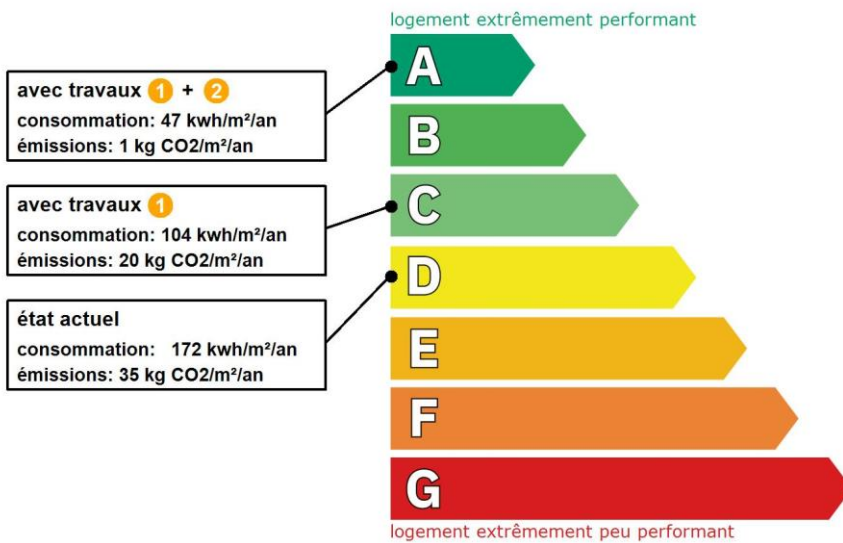 logement extrêmement performant
avec travaux 1 + 2
consommation: 47 kwh/m²/an
émissions: 1 kg CO2/m²/an
avec travaux 1
consommation: 104 kwh/m²/an
émissions: 20 kg CO2/m²/an
état actuel
consommation: 172 kwh/m²/an
émissions: 35 kg CO2/m²/an
A
B
C
D
E
F
G
logement extrêmement peu performant